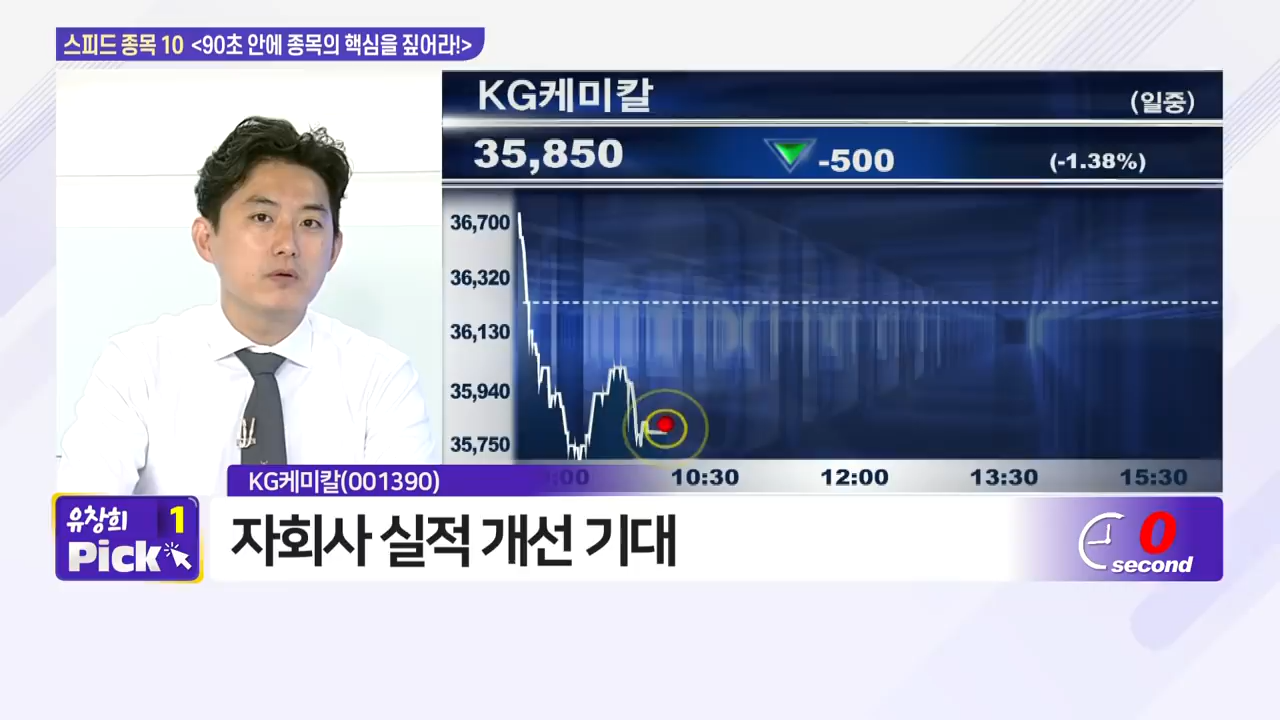 스피드 종목 10 <90초 안에 종목의 핵심을 짚어라!>
KG케미칼
(일중)
35,850
-500
(-1.38%)
36,700
36,320
36,130
35,940
35,750
10:30
12:00
13:30
15:30
KG케미칼(001390)
유창희 1
Pick
자회사 실적 개선 기대
0
second